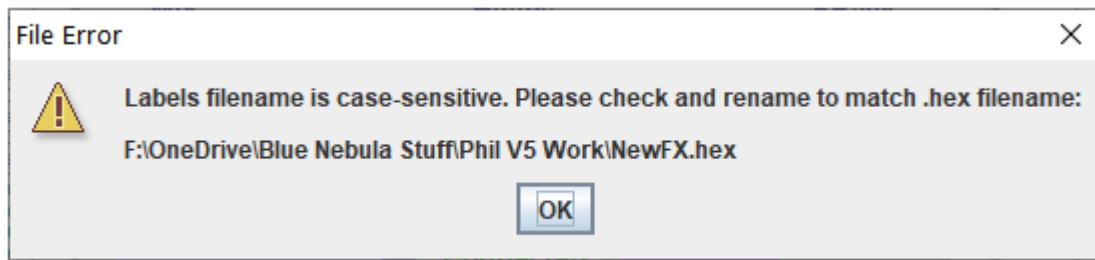 File Error
Labels filename is case-sensitive. Please check and rename to match .hex filename:
F:\OneDrive\Blue Nebula Stuff\Phil V5 Work\NewFX.hex
OK